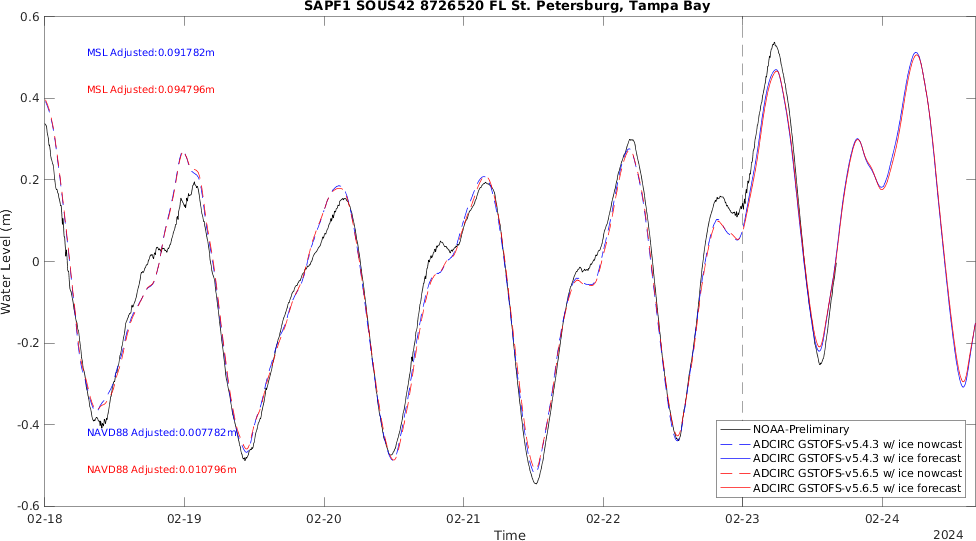 SAPF1 SOUS42 8726520 FL St. Petersburg, Tampa Bay
0.6
MSL Adjusted:0.091782m
MSL Adjusted:0.094796m
0.4
0.2
0
Water Level (m)
-0.2
-0.4
NAVD88 Adjusted:0.007782m
NAVD88 Adjusted:0.010796m
-0.6
NOAA-Preliminary
ADCIRC GSTOFS-v5.4.3 w/ ice nowcast
ADCIRC GSTOFS-v5.4.3 w/ ice forecast
ADCIRC GSTOFS-v5.6.5 w/ ice nowcast
ADCIRC GSTOFS-v5.6.5 w/ ice forecast
02-18 02-19 02-20 02-21 02-22 02-23 02-24
Time
2024